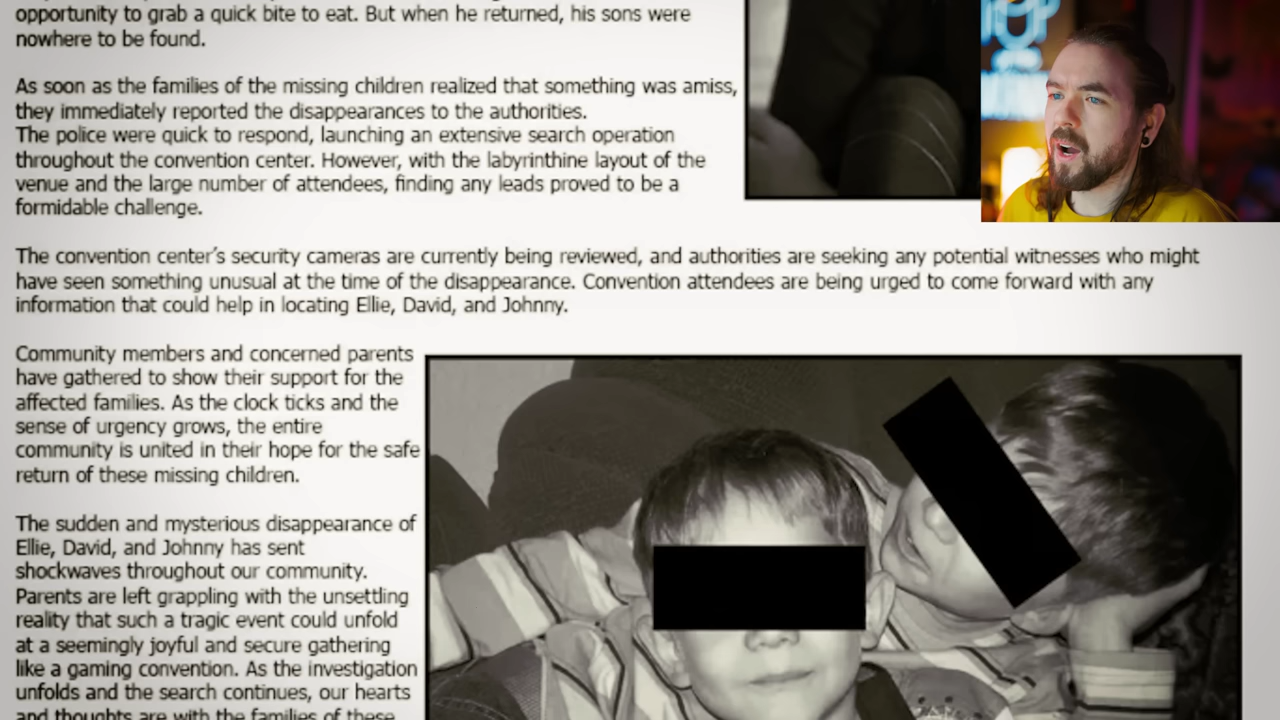 opportunity to grab a quick bite to eat. But when he returned, his sons were
nowhere to be found.
As soon as the families of the missing children realized that something was amiss,
they immediately reported the disappearances to the authorities.
The police were quick to respond, launching an extensive search operation
throughout the convention center. However, with the labyrinthine layout of the
venue and the large number of attendees, finding any leads proved to be a
formidable challenge.
The convention center's security cameras are currently being reviewed, and authorities are seeking any potential witnesses who might
have seen something unusual at the time of the disappearance. Convention attendees are being urged to come forward with any
information that could help in locating Ellie, David, and Johnny.
Community members and concerned parents
have gathered to show their support for the
affected families. As the clock ticks and the
sense of urgency grows, the entire
community is united in their hope for the safe
return of these missing children.
The sudden and mysterious disappearance of
Ellie, David, and Johnny has sent
shockwaves throughout our community.
Parents are left grappling with the unsettling
reality that such a tragic event could unfold
at a seemingly joyful and secure gathering
like a gaming convention. As the investigation
unfolds and the search continues, our hearts
and thoughts are with the families of these